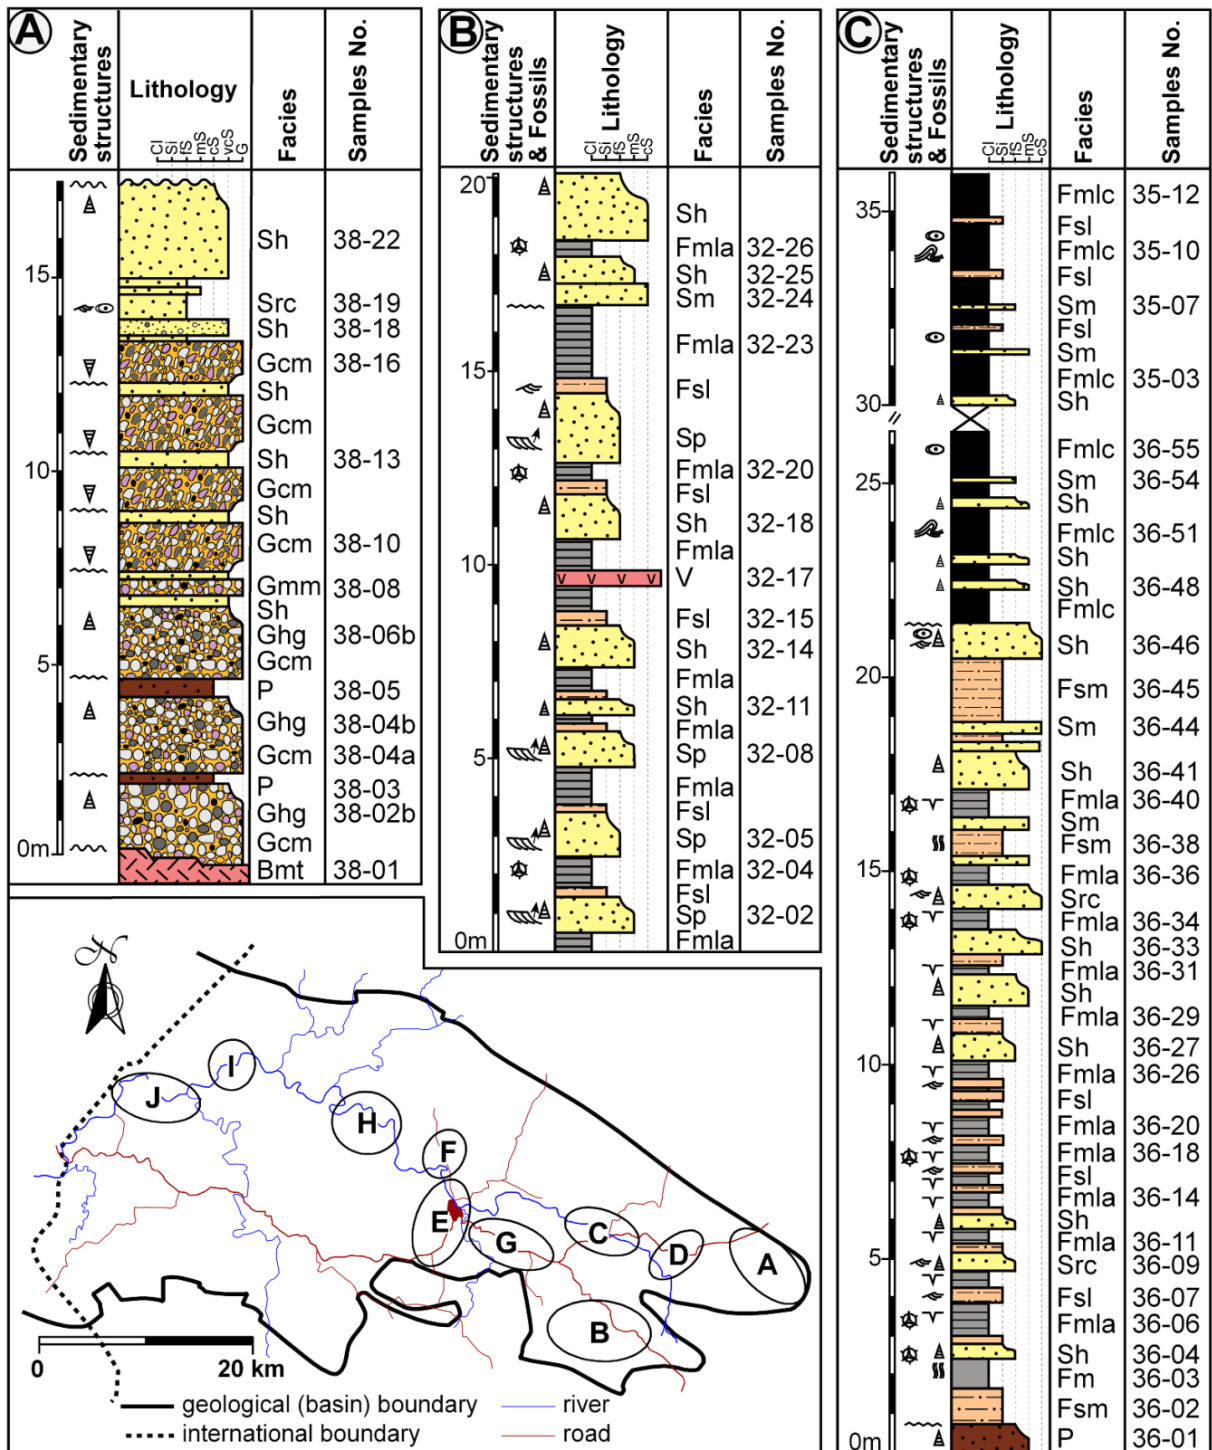 A
Sedimentary
structures
Lithology
Cl
Si
fS
mS
cS
vcS
G
Facies
Samples No.
15
10
5
0m
Sh 38-22
Src 38-19
Sh 38-18
Gcm 38-16
Sh
Gcm
Sh 38-13
Gcm
Sh
Gcm 38-10
Gmm 38-08
Sh
Ghg 38-06b
Gcm
P 38-05
Ghg 38-04b
Gcm 38-04a
P 38-03
Ghg 38-02b
Gcm
Bmt 38-01
B
Sedimentary
structures
& Fossils
Lithology
Cl
Si
fS
mS
cS
Facies
Samples No.
20
15
10
5
0m
Sh
Fmla 32-26
Sh 32-25
Sm 32-24
Fmla 32-23
Fsl
Sp
Fmla 32-20
Fsl
Sh 32-18
Fmla
V V V V
V 32-17
Fsl 32-15
Sh 32-14
Fmla
Sh 32-11
Fmla
Sp 32-08
Fmla
Fsl
Sp 32-05
Fmla 32-04
Fsl
Sp 32-02
Fmla
C
Sedimentary
structures
& Fossils
Lithology
Cl
Si
fS
mS
cS
Facies
Samples No.
35
30
25
20
15
10
5
0m
Fmlc 35-12
Fsl
Fmlc 35-10
Fsl
Sm 35-07
Fsl
Sm
Fmlc 35-03
Sh
Fmlc 36-55
Sm 36-54
Sh
Fmlc 36-51
Sh
Sh 36-48
Fmlc
Sh 36-46
Fsm 36-45
Sm 36-44
Sh 36-41
Fmla 36-40
Sm
Fsm 36-38
Fmla 36-36
Src
Fmla 36-34
Sh 36-33
Fmla 36-31
Sh
Fmla 36-29
Sh 36-27
Fmla 36-26
Fsl
Fmla 36-20
Fmla 36-18
Fsl
Fmla 36-14
Sh
Fmla 36-11
Src 36-09
Fsl 36-07
Fmla 36-06
Sh 36-04
Fm 36-03
Fsm 36-02
P 36-01
N
I
J
H
F
E
G
C
D
A
B
0 20 km
geological (basin) boundary
international boundary
river
road